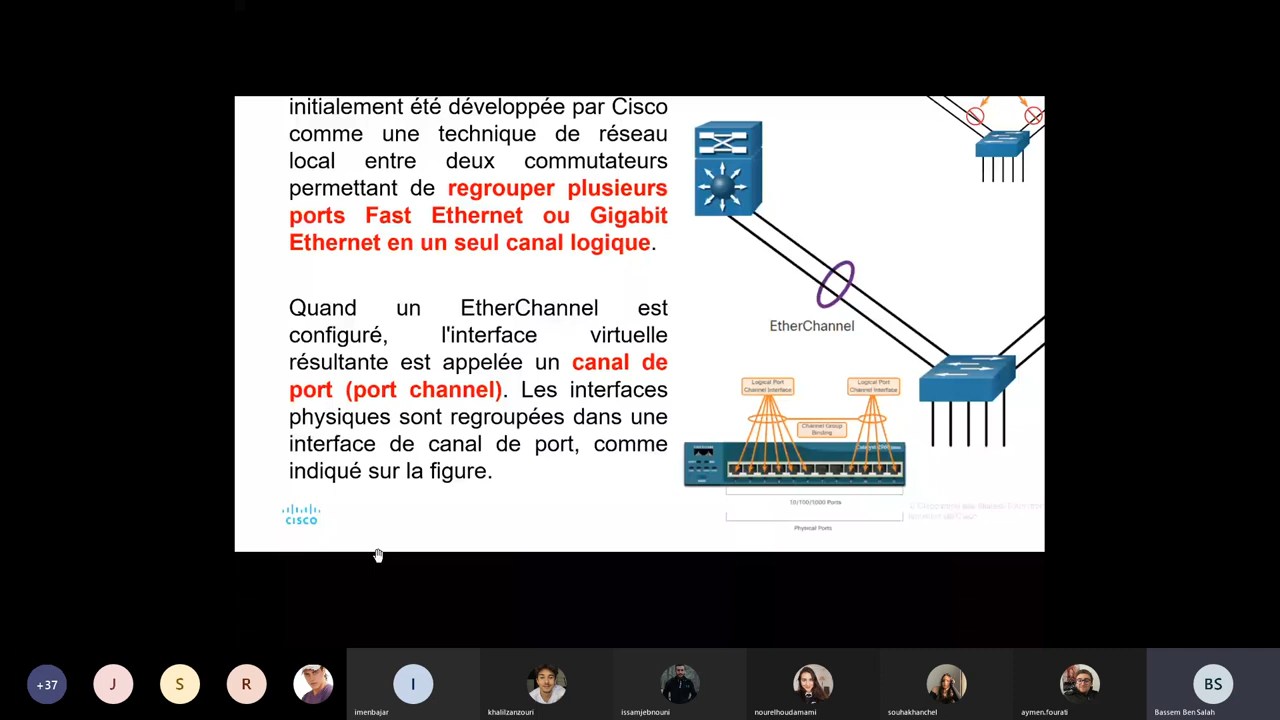 initialement été développée par Cisco
comme une technique de réseau
local entre deux commutateurs
permettant de regrouper plusieurs
ports Fast Ethernet ou Gigabit
Ethernet en un seul canal logique.
Quand un EtherChannel est
configuré, l'interface virtuelle
résultante est appelée un canal de
port (port channel). Les interfaces
physiques sont regroupées dans une
interface de canal de port, comme
indiqué sur la figure.
CISCO
EtherChannel
Logical Port
Channel Interface
Logical Port
Channel Interface
Channel Group
Binding
10/100/1000 Ports
Physical Ports
+37
J
S
R
I
imenbajar
khalilzanzouri
issamjebnouni
nourelhoudamami
souhakhanchel
aymen.fourati
BS
Bassem Ben Salah